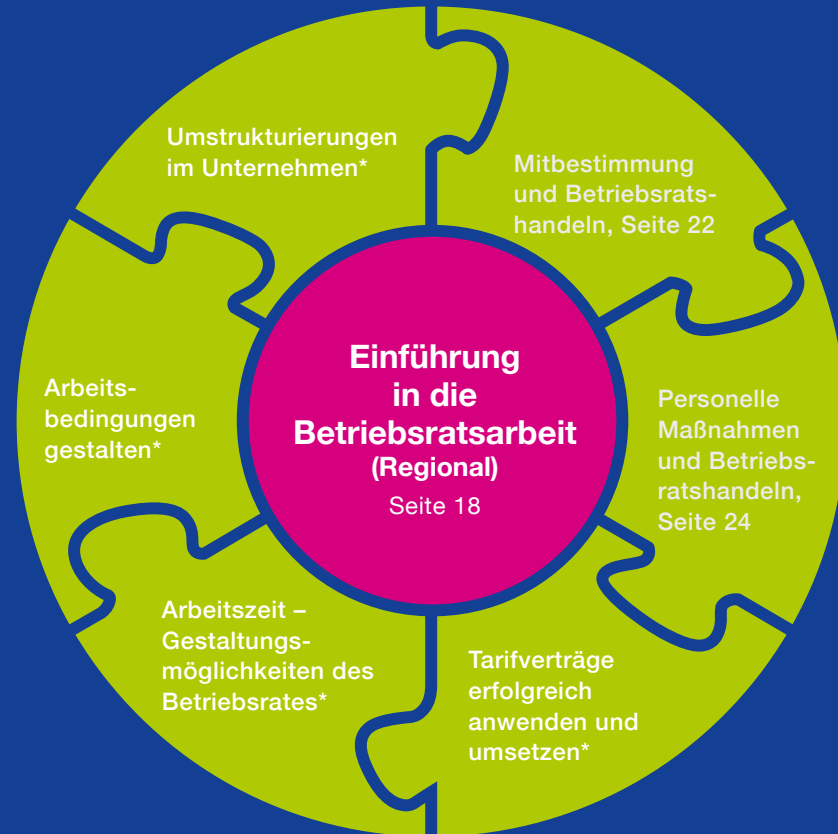 Umstrukturierungen
im Unternehmen*
Mitbestimmung
und Betriebsrats-
handeln, Seite 22
Einführung
in die
Betriebsratsarbeit
(Regional)
Seite 18
Arbeits-
bedingungen
gestalten*
Personelle
Maßnahmen
und Betriebs-
ratshandeln,
Seite 24
Arbeitszeit –
Gestaltungs-
möglichkeiten des
Betriebsrates*
Tarifverträge
erfolgreich
anwenden und
umsetzen*